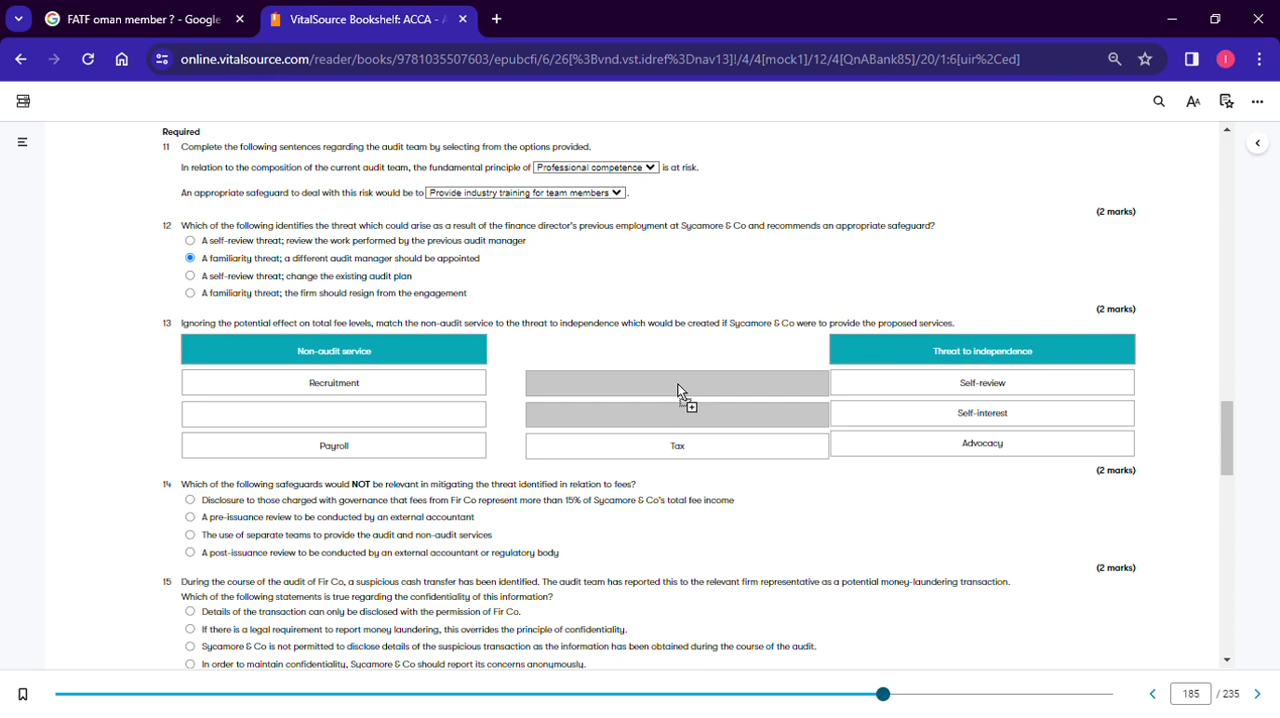 FATF oman member ? - Google
VitalSource Bookshelf: ACCA -
online.vitalsource.com/reader/books/9781035507603/epubcfi/6/26[%3Bvnd.vst.idref%3Dnav13]!/4/4[mock1]/12/4[QnABank85]/20/1:6[uir%2Ced]
I
AA
Required
11 Complete the following sentences regarding the audit team by selecting from the options provided.
In relation to the composition of the current audit team, the fundamental principle of Professional competence is at risk.
An appropriate safeguard to deal with this risk would be to Provide industry training for team members .
(2 marks)
12 Which of the following identifies the threat which could arise as a result of the finance director's previous employment at Sycamore & Co and recommends an appropriate safeguard?
A self-review threat; review the work performed by the previous audit manager
A familiarity threat; a different audit manager should be appointed
A self-review threat; change the existing audit plan
A familiarity threat; the firm should resign from the engagement
(2 marks)
13 Ignoring the potential effect on total fee levels, match the non-audit service to the threat to independence which would be created if Sycamore & Co were to provide the proposed services.
Non-audit service Threat to independence
Recruitment Self-review
Self-interest
Payroll Tax Advocacy
(2 marks)
14 Which of the following safeguards would NOT be relevant in mitigating the threat identified in relation to fees?
Disclosure to those charged with governance that fees from Fir Co represent more than 15% of Sycamore & Co's total fee income
A pre-issuance review to be conducted by an external accountant
The use of separate teams to provide the audit and non-audit services
A post-issuance review to be conducted by an external accountant or regulatory body
(2 marks)
15 During the course of the audit of Fir Co, a suspicious cash transfer has been identified. The audit team has reported this to the relevant firm representative as a potential money-laundering transaction.
Which of the following statements is true regarding the confidentiality of this information?
Details of the transaction can only be disclosed with the permission of Fir Co.
If there is a legal requirement to report money laundering, this overrides the principle of confidentiality.
Sycamore & Co is not permitted to disclose details of the suspicious transaction as the information has been obtained during the course of the audit.
In order to maintain confidentiality, Sycamore & Co should report its concerns anonymously.
185 / 235